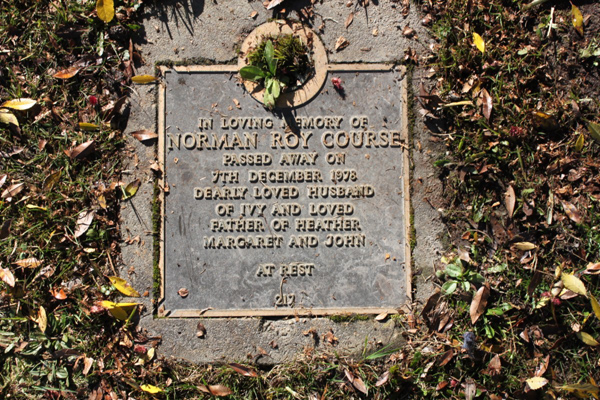 IN LOVING MEMORY OF
NORMAN ROY COURSE
PASSED AWAY ON
7TH DECEMBER 1978
DEARLY LOVED HUSBAND
OF IVY AND LOVED
FATHER OF HEATHER
MARGARET AND JOHN
AT REST
217